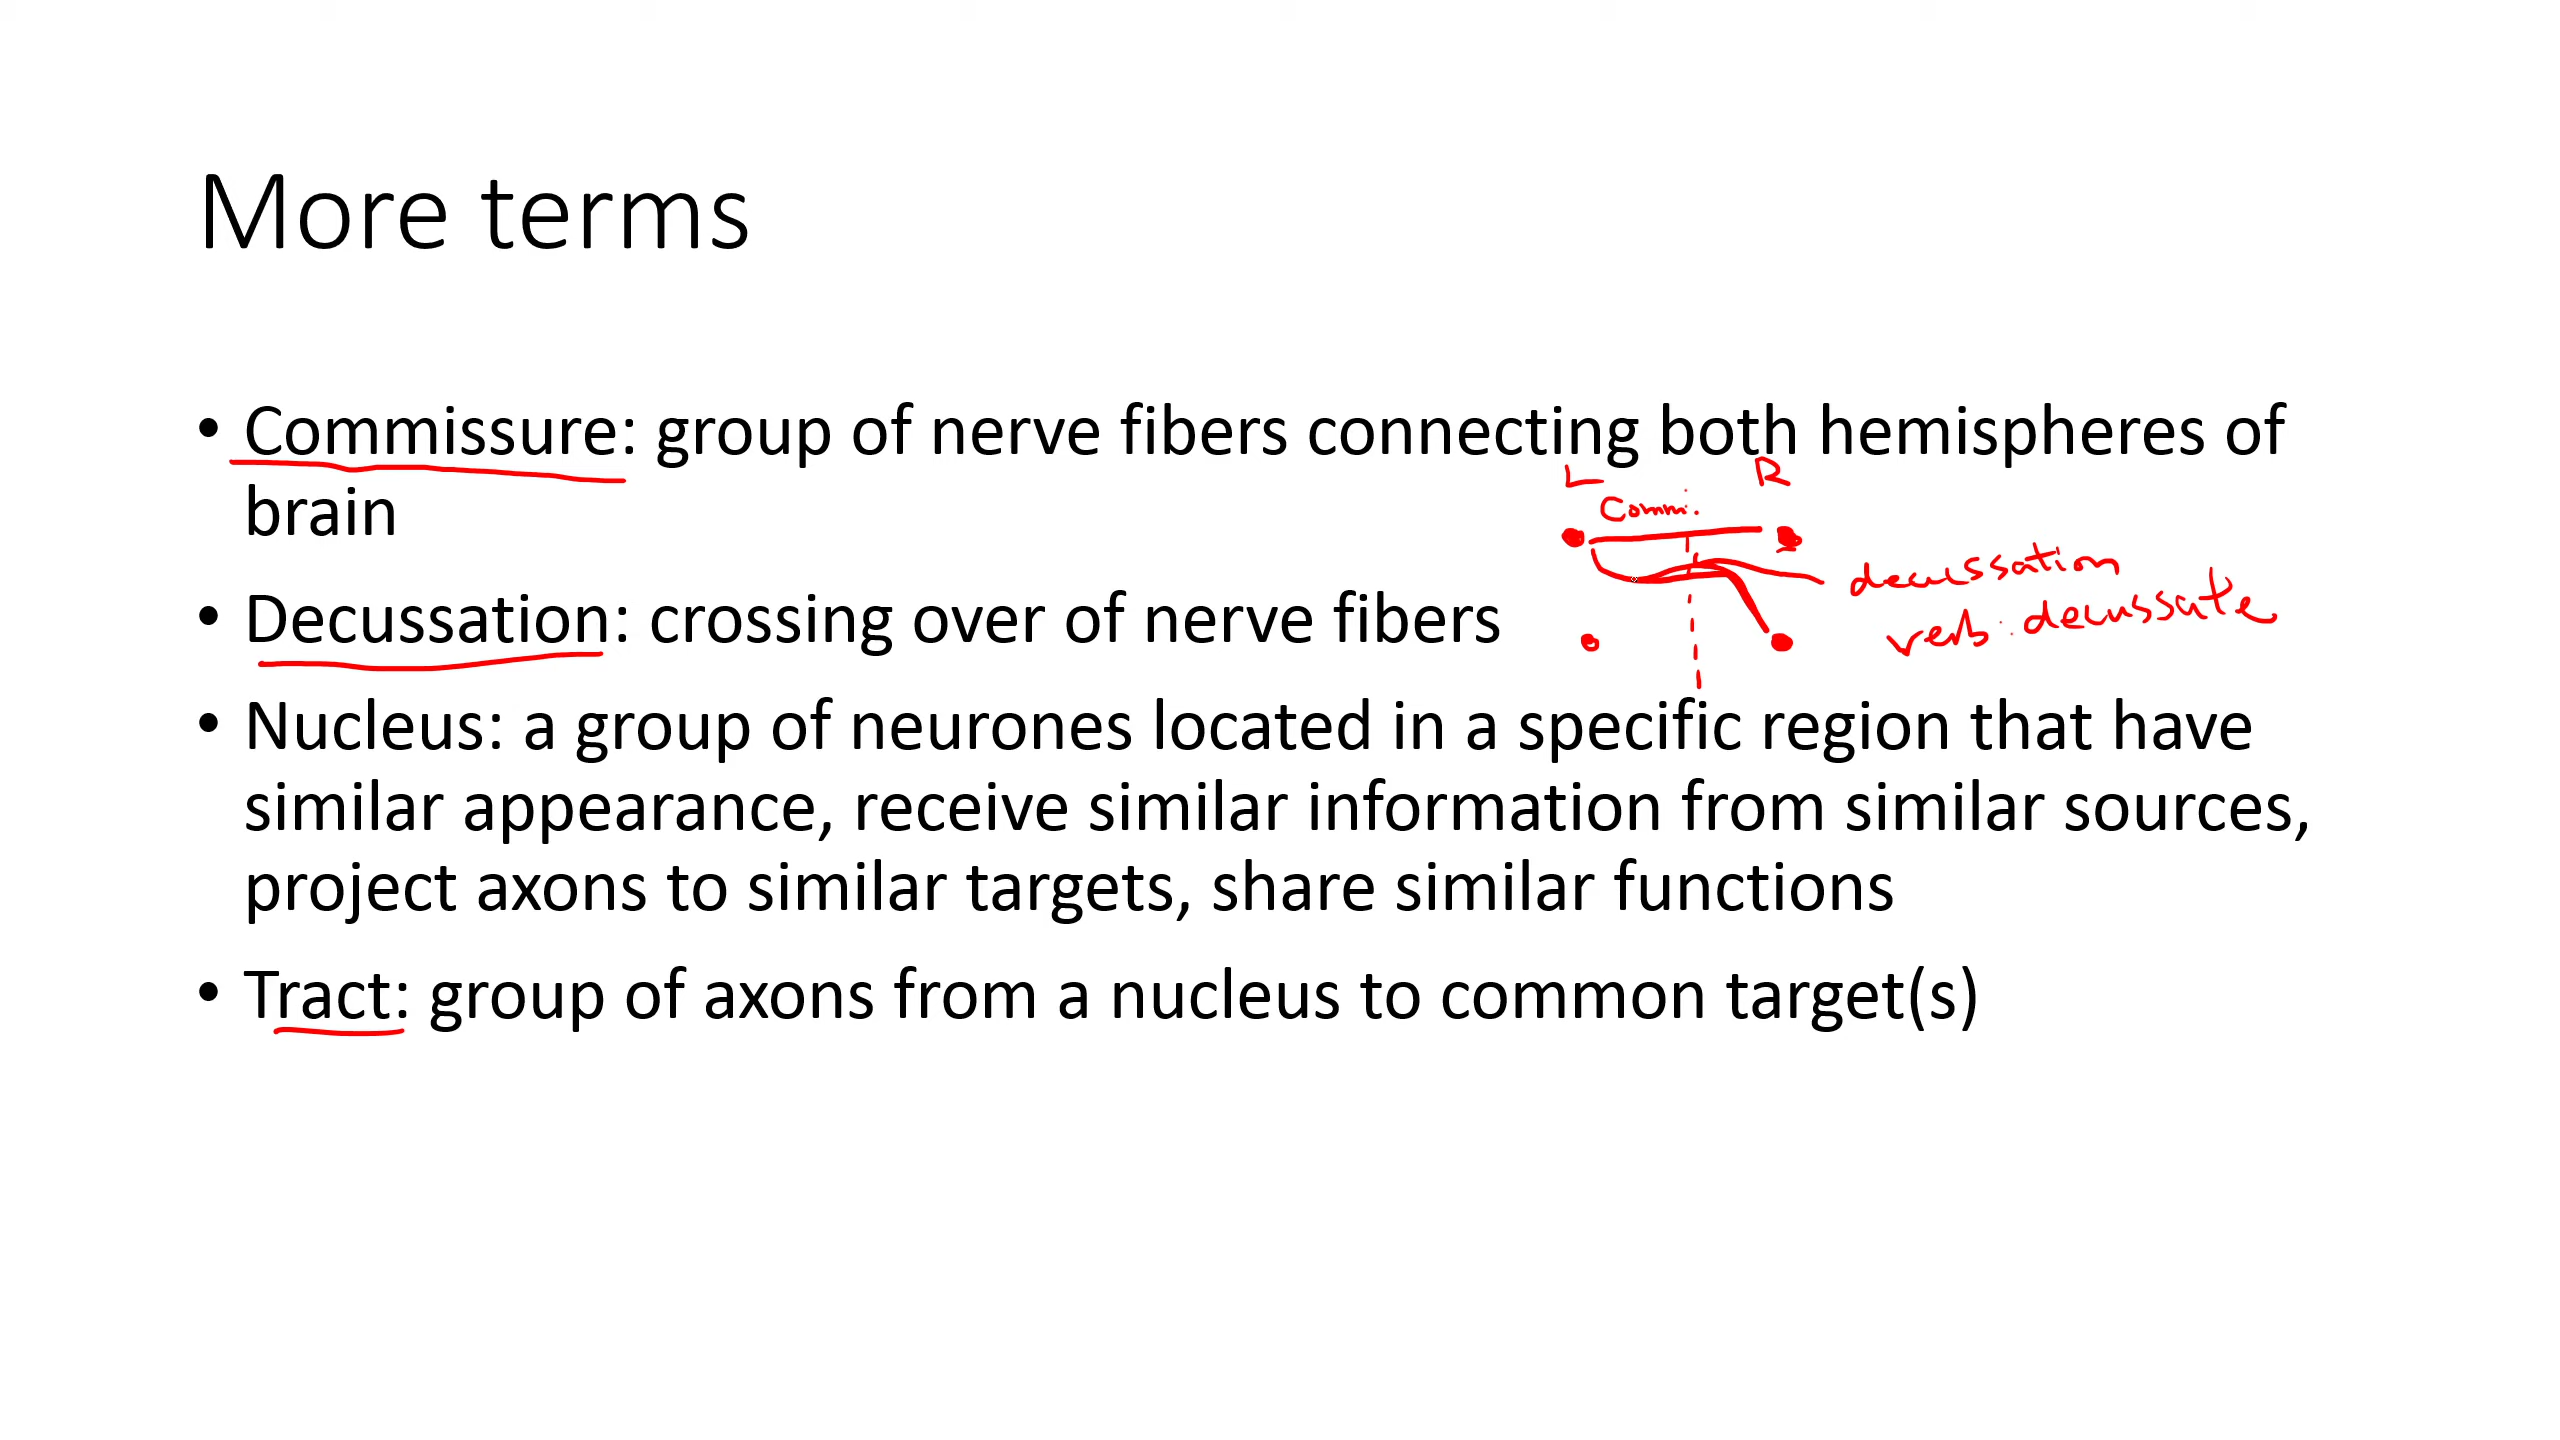 More terms
• Commissure: group of nerve fibers connecting both hemispheres of
brain
L R
Comm.
decussation
verb: decussate
• Decussation: crossing over of nerve fibers
• Nucleus: a group of neurones located in a specific region that have
similar appearance, receive similar information from similar sources,
project axons to similar targets, share similar functions
• Tract: group of axons from a nucleus to common target(s)